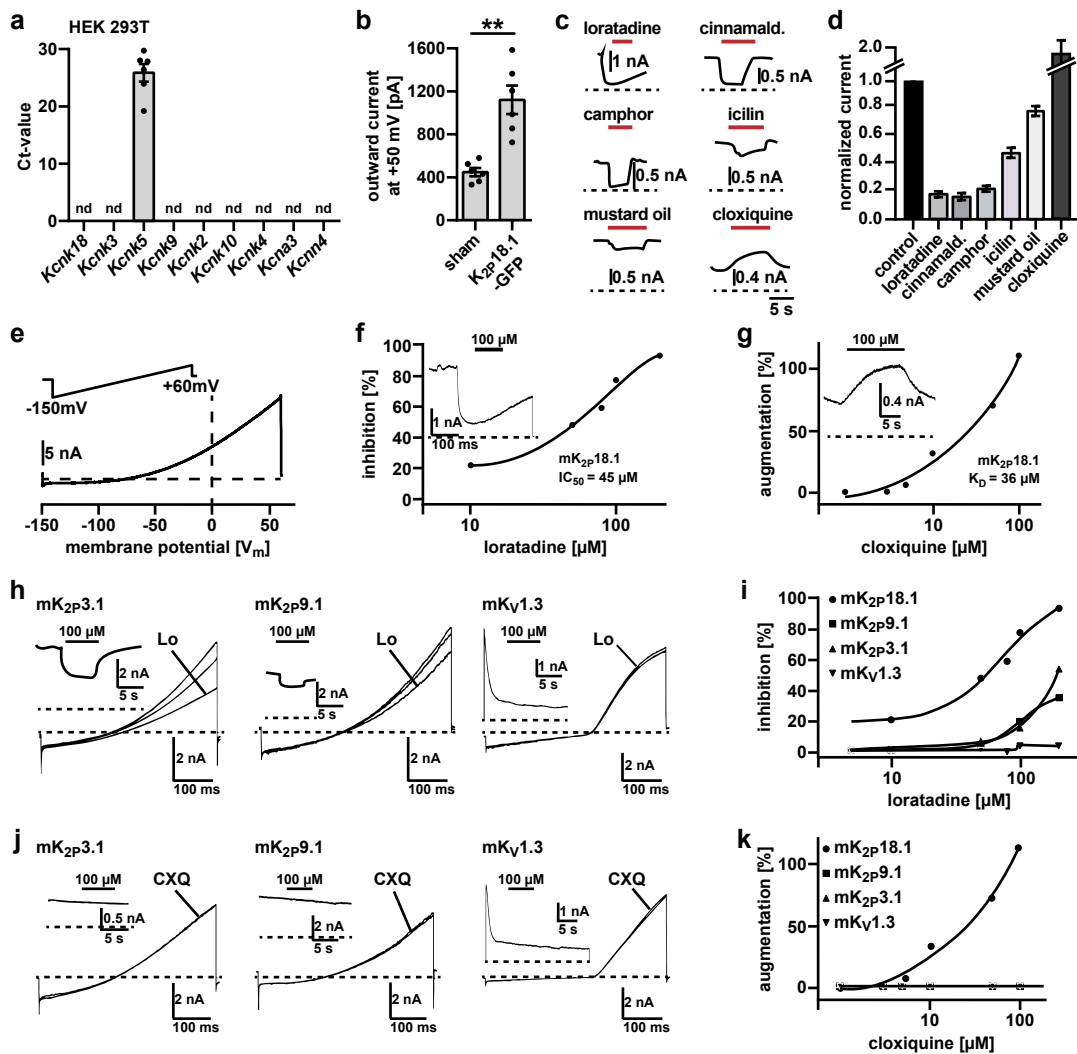 a
HEK 293T
Ct-value
30
20
10
0
nd nd nd nd nd nd nd nd
Kcnk18
Kcnk3
Kcnk5
Kcnk9
Kcnk2
Kcnk10
Kcnk4
Kcna3
Kcnn4
b
**
outward current
at +50 mV [pA]
1600
1200
800
400
0
sham
K2P18.1
-GFP
c
loratadine
1 nA
cinnamald.
0.5 nA
camphor
0.5 nA
icilin
0.5 nA
mustard oil
0.5 nA
cloxiquine
0.4 nA
5 s
d
normalized current
2.0
1.0
0.8
0.6
0.4
0.2
0.0
control
loratadine
cinnamald.
camphor
icilin
mustard oil
cloxiquine
e
-150mV
+60mV
5 nA
-150 -100 -50 0 50
membrane potential [Vm]
f
100 µM
inhibition [%]
100
80
60
40
20
0
1 nA
100 ms
mK2P18.1
IC50 = 45 µM
10 100
loratadine [µM]
g
100 µM
augmentation [%]
100
50
0
0.4 nA
5 s
mK2P18.1
KD = 36 µM
10 100
cloxiquine [µM]
h
mK2P3.1
100 µM
Lo
2 nA
5 s
2 nA
100 ms
mK2P9.1
100 µM
Lo
2 nA
5 s
2 nA
100 ms
mKV1.3
100 µM
Lo
1 nA
5 s
2 nA
100 ms
i
inhibition [%]
100
80
60
40
20
0
mK2P18.1
mK2P9.1
mK2P3.1
mKV1.3
10 100
loratadine [µM]
j
mK2P3.1
100 µM
CXQ
0.5 nA
5 s
2 nA
100 ms
mK2P9.1
100 µM
CXQ
2 nA
5 s
2 nA
100 ms
mKV1.3
100 µM
CXQ
1 nA
5 s
2 nA
100 ms
k
augmentation [%]
100
50
0
mK2P18.1
mK2P9.1
mK2P3.1
mKV1.3
10 100
cloxiquine [µM]